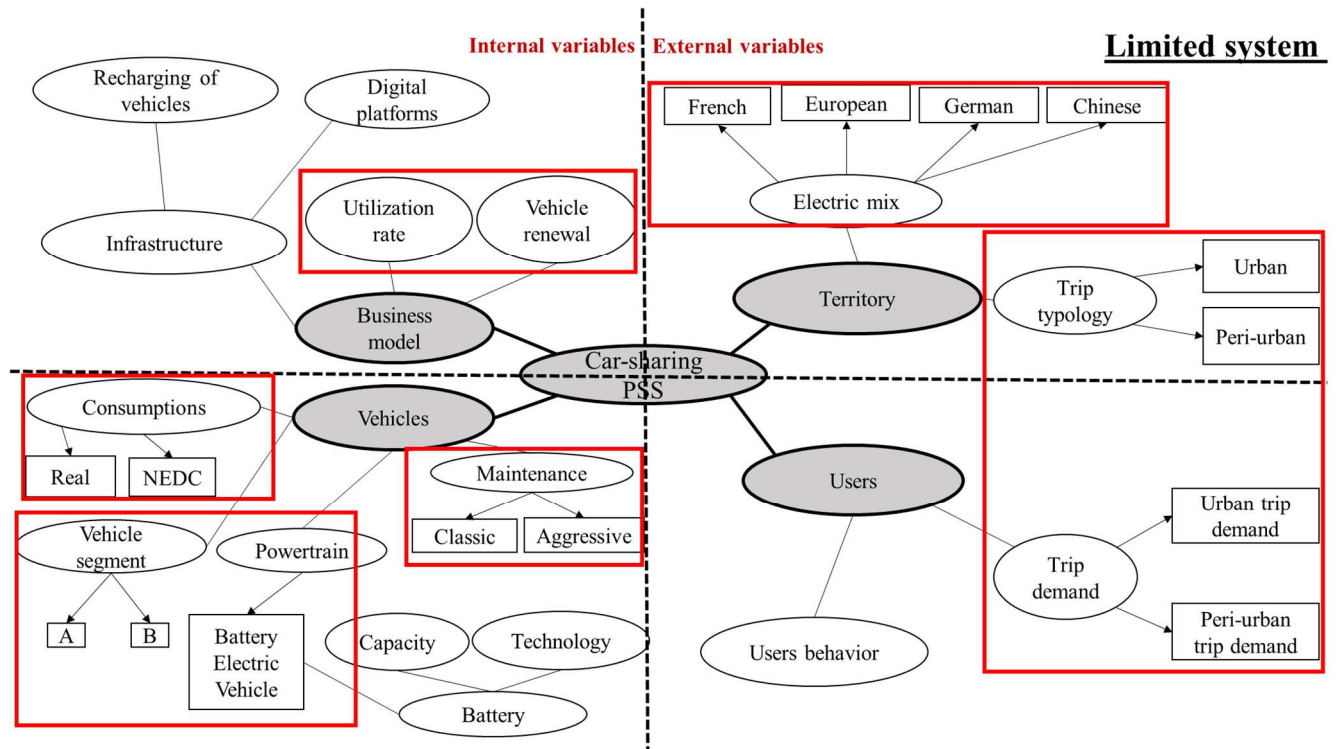 Internal variables
External variables
Limited system
Recharging of
vehicles
Digital
platforms
Utilization
rate
Vehicle
renewal
Infrastructure
Business
model
French
European
German
Chinese
Electric mix
Territory
Trip
typology
Urban
Peri-urban
Car-sharing
PSS
Consumptions
Real
NEDC
Vehicles
Maintenance
Classic
Aggressive
Vehicle
segment
A
B
Powertrain
Battery
Electric
Vehicle
Capacity
Technology
Battery
Users
Users behavior
Trip
demand
Urban trip
demand
Peri-urban
trip demand